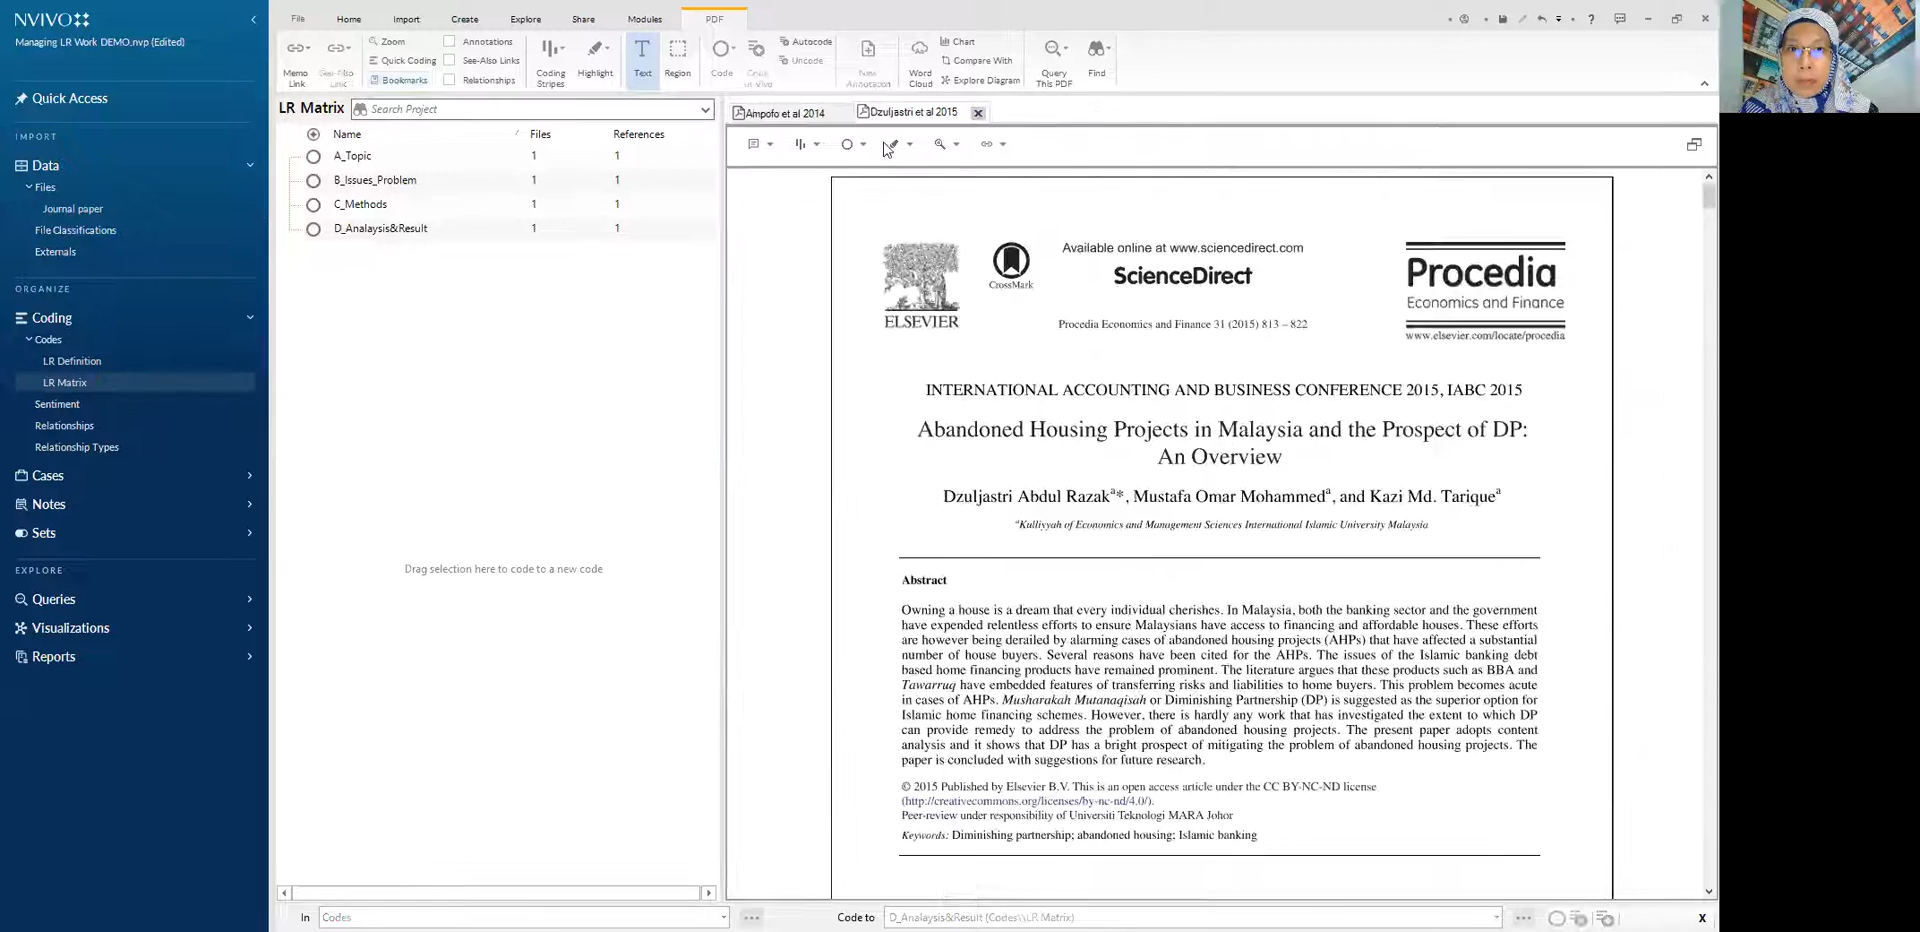 NVIVO
Managing LR Work DEMO.nvp (Edited)
Quick Access
IMPORT
Data
Files
Journal paper
File Classifications
Externals
ORGANIZE
Coding
Codes
LR Definition
LR Matrix
Sentiment
Relationships
Relationship Types
Cases
Notes
Sets
EXPLORE
Queries
Visualizations
Reports
File Home Import Create Explore Share Modules PDF
Memo Link
See-Also Link
Zoom
Quick Coding
Bookmarks
Annotations
See-Also Links
Relationships
Coding Stripes
Highlight
Text
Region
Code
Code In Vivo
Autocode
Uncode
New Annotation
Word Cloud
Chart
Compare With
Explore Diagram
Query This PDF
Find
LR Matrix Search Project
Name Files References
A_Topic 1 1
B_Issues_Problem 1 1
C_Methods 1 1
D_Analaysis&Result 1 1
Drag selection here to code to a new code
Ampofo et al 2014 Dzuljastri et al 2015
ELSEVIER
CrossMark
Available online at www.sciencedirect.com
ScienceDirect
Procedia Economics and Finance 31 (2015) 813 – 822
Procedia
Economics and Finance
www.elsevier.com/locate/procedia
INTERNATIONAL ACCOUNTING AND BUSINESS CONFERENCE 2015, IABC 2015
Abandoned Housing Projects in Malaysia and the Prospect of DP:
An Overview
Dzuljastri Abdul Razakᵃ*, Mustafa Omar Mohammedᵃ, and Kazi Md. Tariqueᵃ
ᵃKulliyyah of Economics and Management Sciences International Islamic University Malaysia
Abstract
Owning a house is a dream that every individual cherishes. In Malaysia, both the banking sector and the government
have expended relentless efforts to ensure Malaysians have access to financing and affordable houses. These efforts
are however being derailed by alarming cases of abandoned housing projects (AHPs) that have affected a substantial
number of house buyers. Several reasons have been cited for the AHPs. The issues of the Islamic banking debt
based home financing products have remained prominent. The literature argues that these products such as BBA and
Tawarruq have embedded features of transferring risks and liabilities to home buyers. This problem becomes acute
in cases of AHPs. Musharakah Mutanaqisah or Diminishing Partnership (DP) is suggested as the superior option for
Islamic home financing schemes. However, there is hardly any work that has investigated the extent to which DP
can provide remedy to address the problem of abandoned housing projects. The present paper adopts content
analysis and it shows that DP has a bright prospect of mitigating the problem of abandoned housing projects. The
paper is concluded with suggestions for future research.
© 2015 Published by Elsevier B.V. This is an open access article under the CC BY-NC-ND license
(http://creativecommons.org/licenses/by-nc-nd/4.0/).
Peer-review under responsibility of Universiti Teknologi MARA Johor
Keywords: Diminishing partnership; abandoned housing; Islamic banking
In Codes
Code to D_Analaysis&Result (Codes\\LR Matrix)